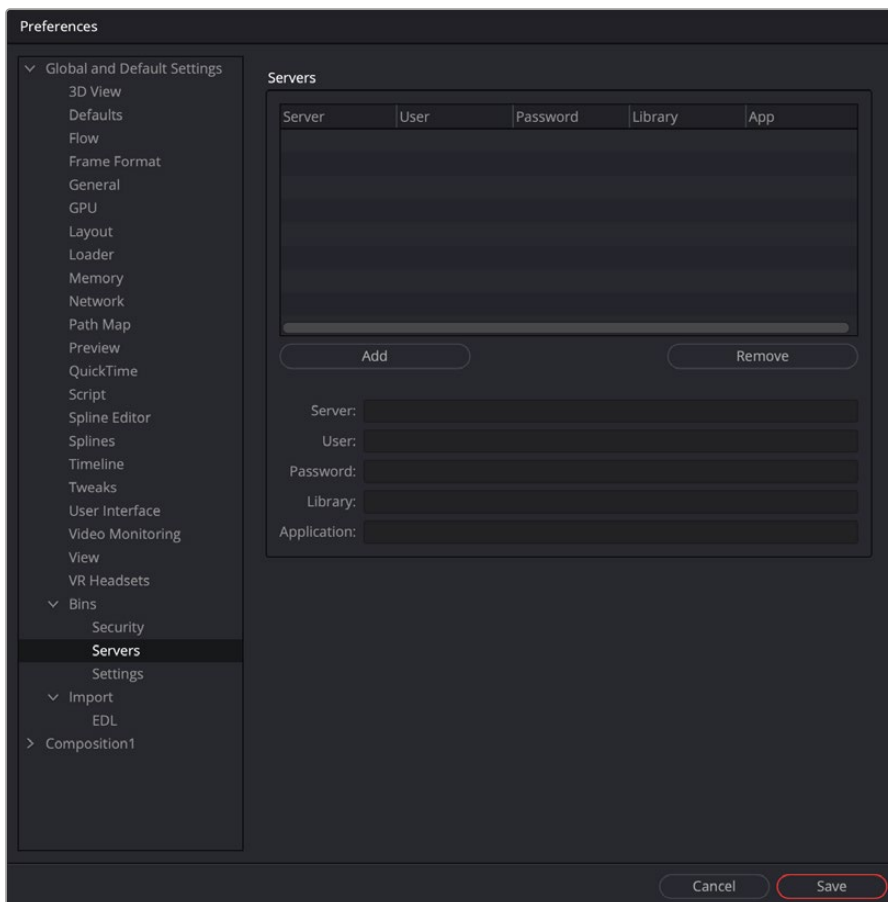 Preferences
Global and Default Settings
3D View
Defaults
Flow
Frame Format
General
GPU
Layout
Loader
Memory
Network
Path Map
Preview
QuickTime
Script
Spline Editor
Splines
Timeline
Tweaks
User Interface
Video Monitoring
View
VR Headsets
Bins
Security
Servers
Settings
Import
EDL
Composition1
Servers
Server User Password Library App
Add Remove
Server:
User:
Password:
Library:
Application:
Cancel Save